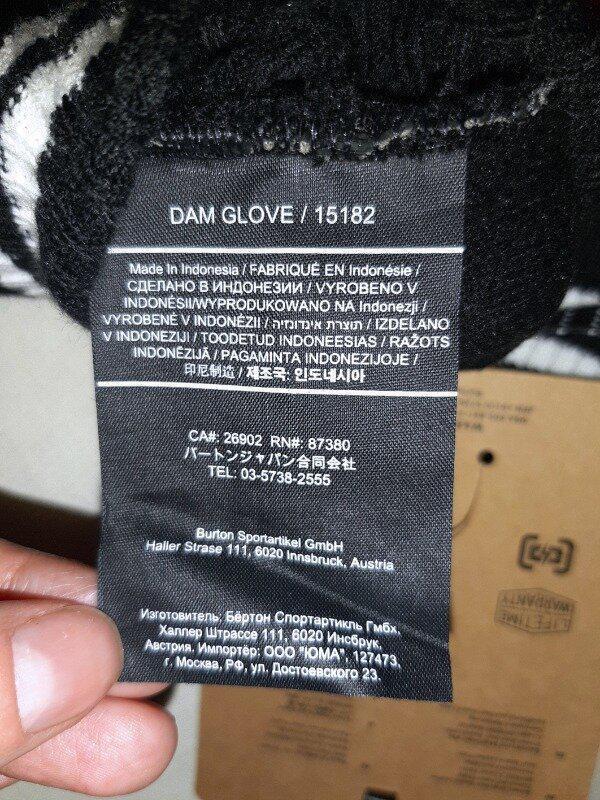 DAM GLOVE / 15182
Made In Indonesia / FABRIQUÉ EN Indonésie /
СДЕЛАНО В ИНДОНЕЗИИ / VYROBENO V
INDONÉSII/WYPRODUKOWANO NA Indonezji /
VYROBENÉ V INDONÉZII / תוצרת אינדונזיה / IZDELANO
V INDONEZIJI / TOODETUD INDONEESIAS / RAŽOTS
INDONĒZIJĀ / PAGAMINTA INDONEZIJOJE /
印尼制造 / 제조국: 인도네시아
CA#: 26902 RN#: 87380
バートンジャパン合同会社
TEL: 03-5738-2555
Burton Sportartikel GmbH
Haller Strase 111, 6020 Innsbruck, Austria
Изготовитель: Бёртон Спортартикль Гмбх,
Халлер Штрассе 111, 6020 Инсбрук,
Австрия. Импортёр: ООО "ЮМА", 127473,
г. Москва, РФ, ул. Достоевского 23.
LIFETIME
WARRANTY